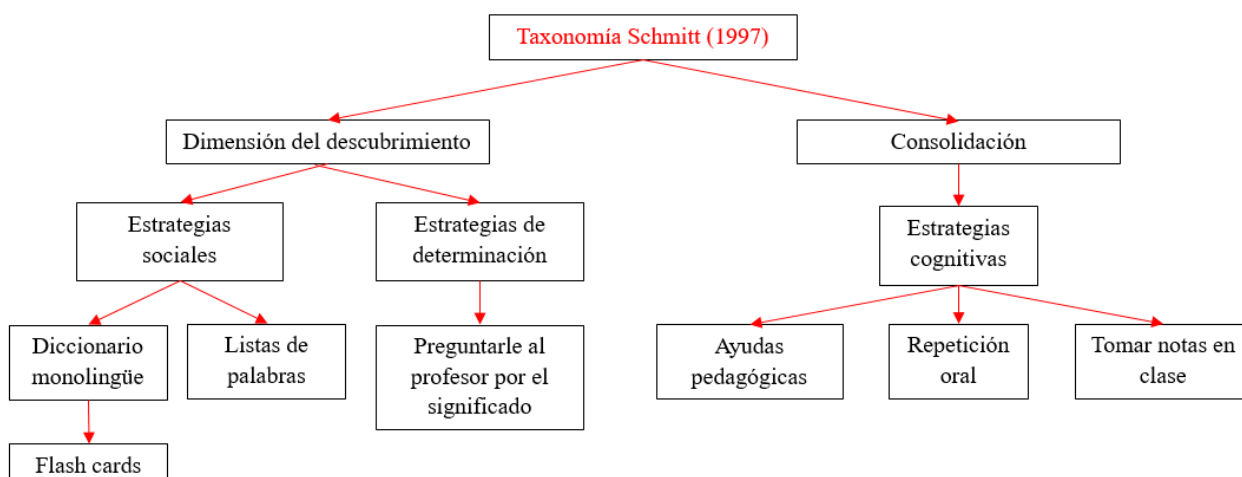 Taxonomía Schmitt (1997)
Dimensión del descubrimiento
Consolidación
Estrategias
sociales
Estrategias de
determinación
Estrategias
cognitivas
Diccionario
monolingüe
Listas de
palabras
Preguntarle al
profesor por el
significado
Ayudas
pedagógicas
Repetición
oral
Tomar notas en
clase
Flash cards